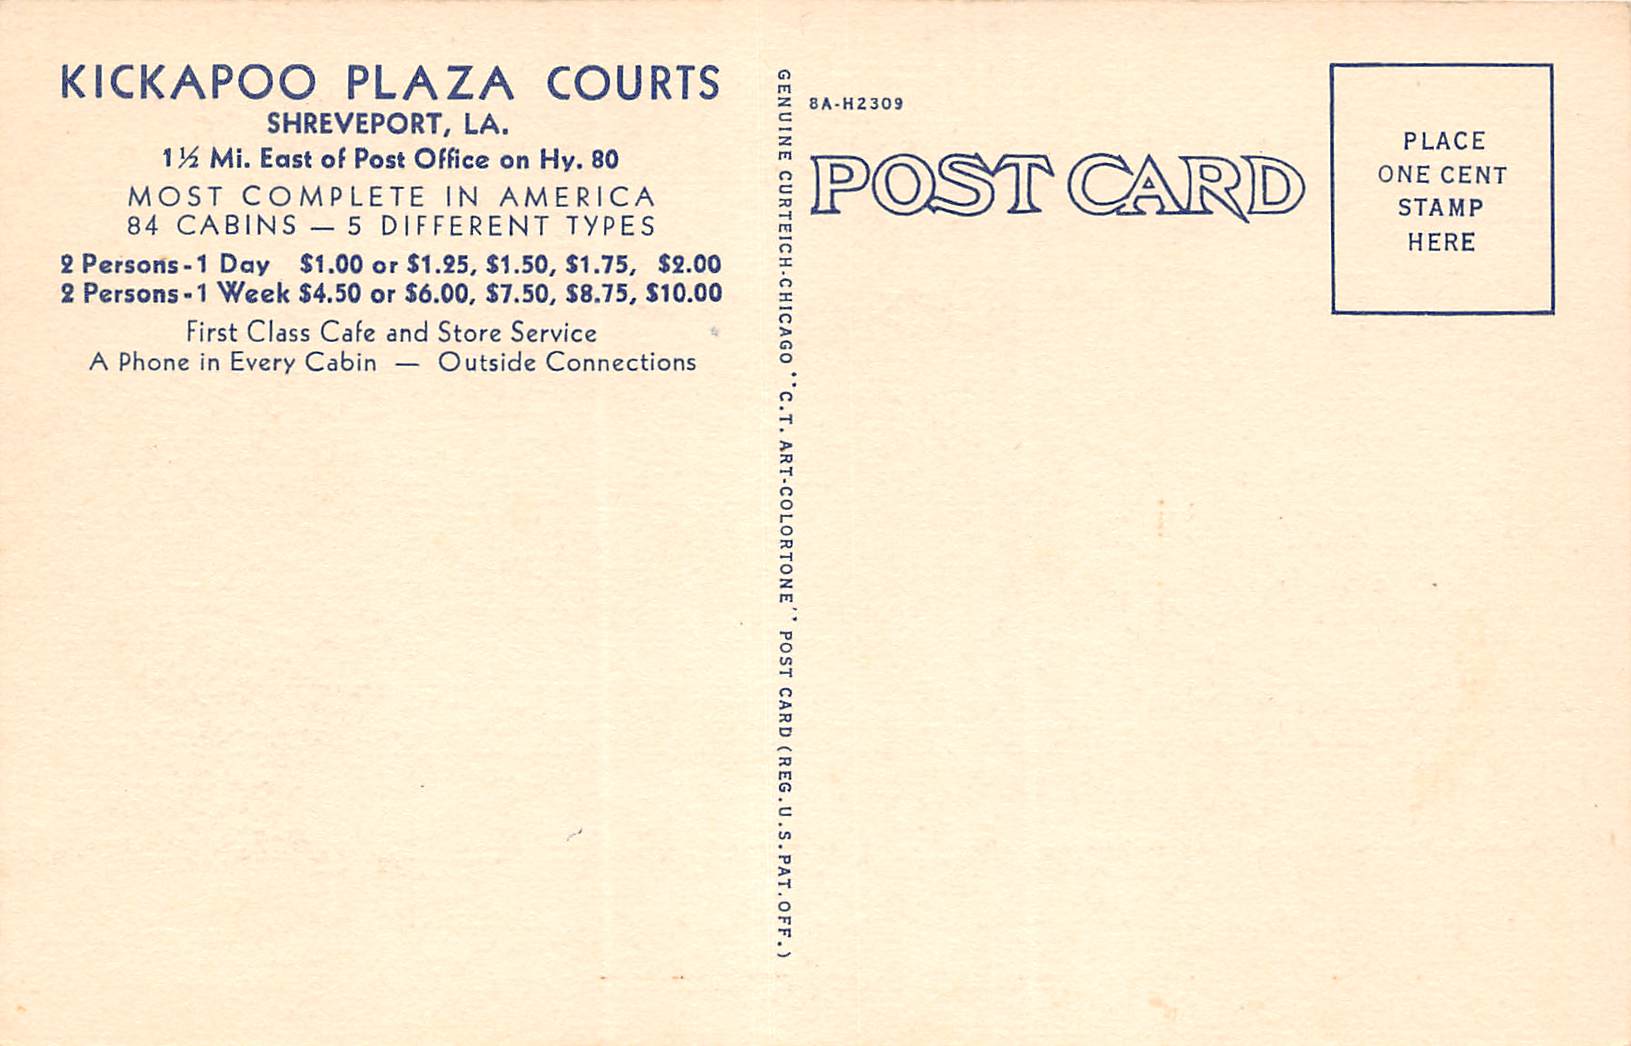 KICKAPOO PLAZA COURTS
SHREVEPORT, LA.
1½ Mi. East of Post Office on Hy. 80
MOST COMPLETE IN AMERICA
84 CABINS — 5 DIFFERENT TYPES
2 Persons-1 Day $1.00 or $1.25, $1.50, $1.75, $2.00
2 Persons-1 Week $4.50 or $6.00, $7.50, $8.75, $10.00
First Class Cafe and Store Service
A Phone in Every Cabin — Outside Connections
GENUINE CURTEICH-CHICAGO "C.T. ART-COLORTONE" POST CARD (REG.U.S.PAT.OFF.)
8A-H2309
POST CARD
PLACE
ONE CENT
STAMP
HERE